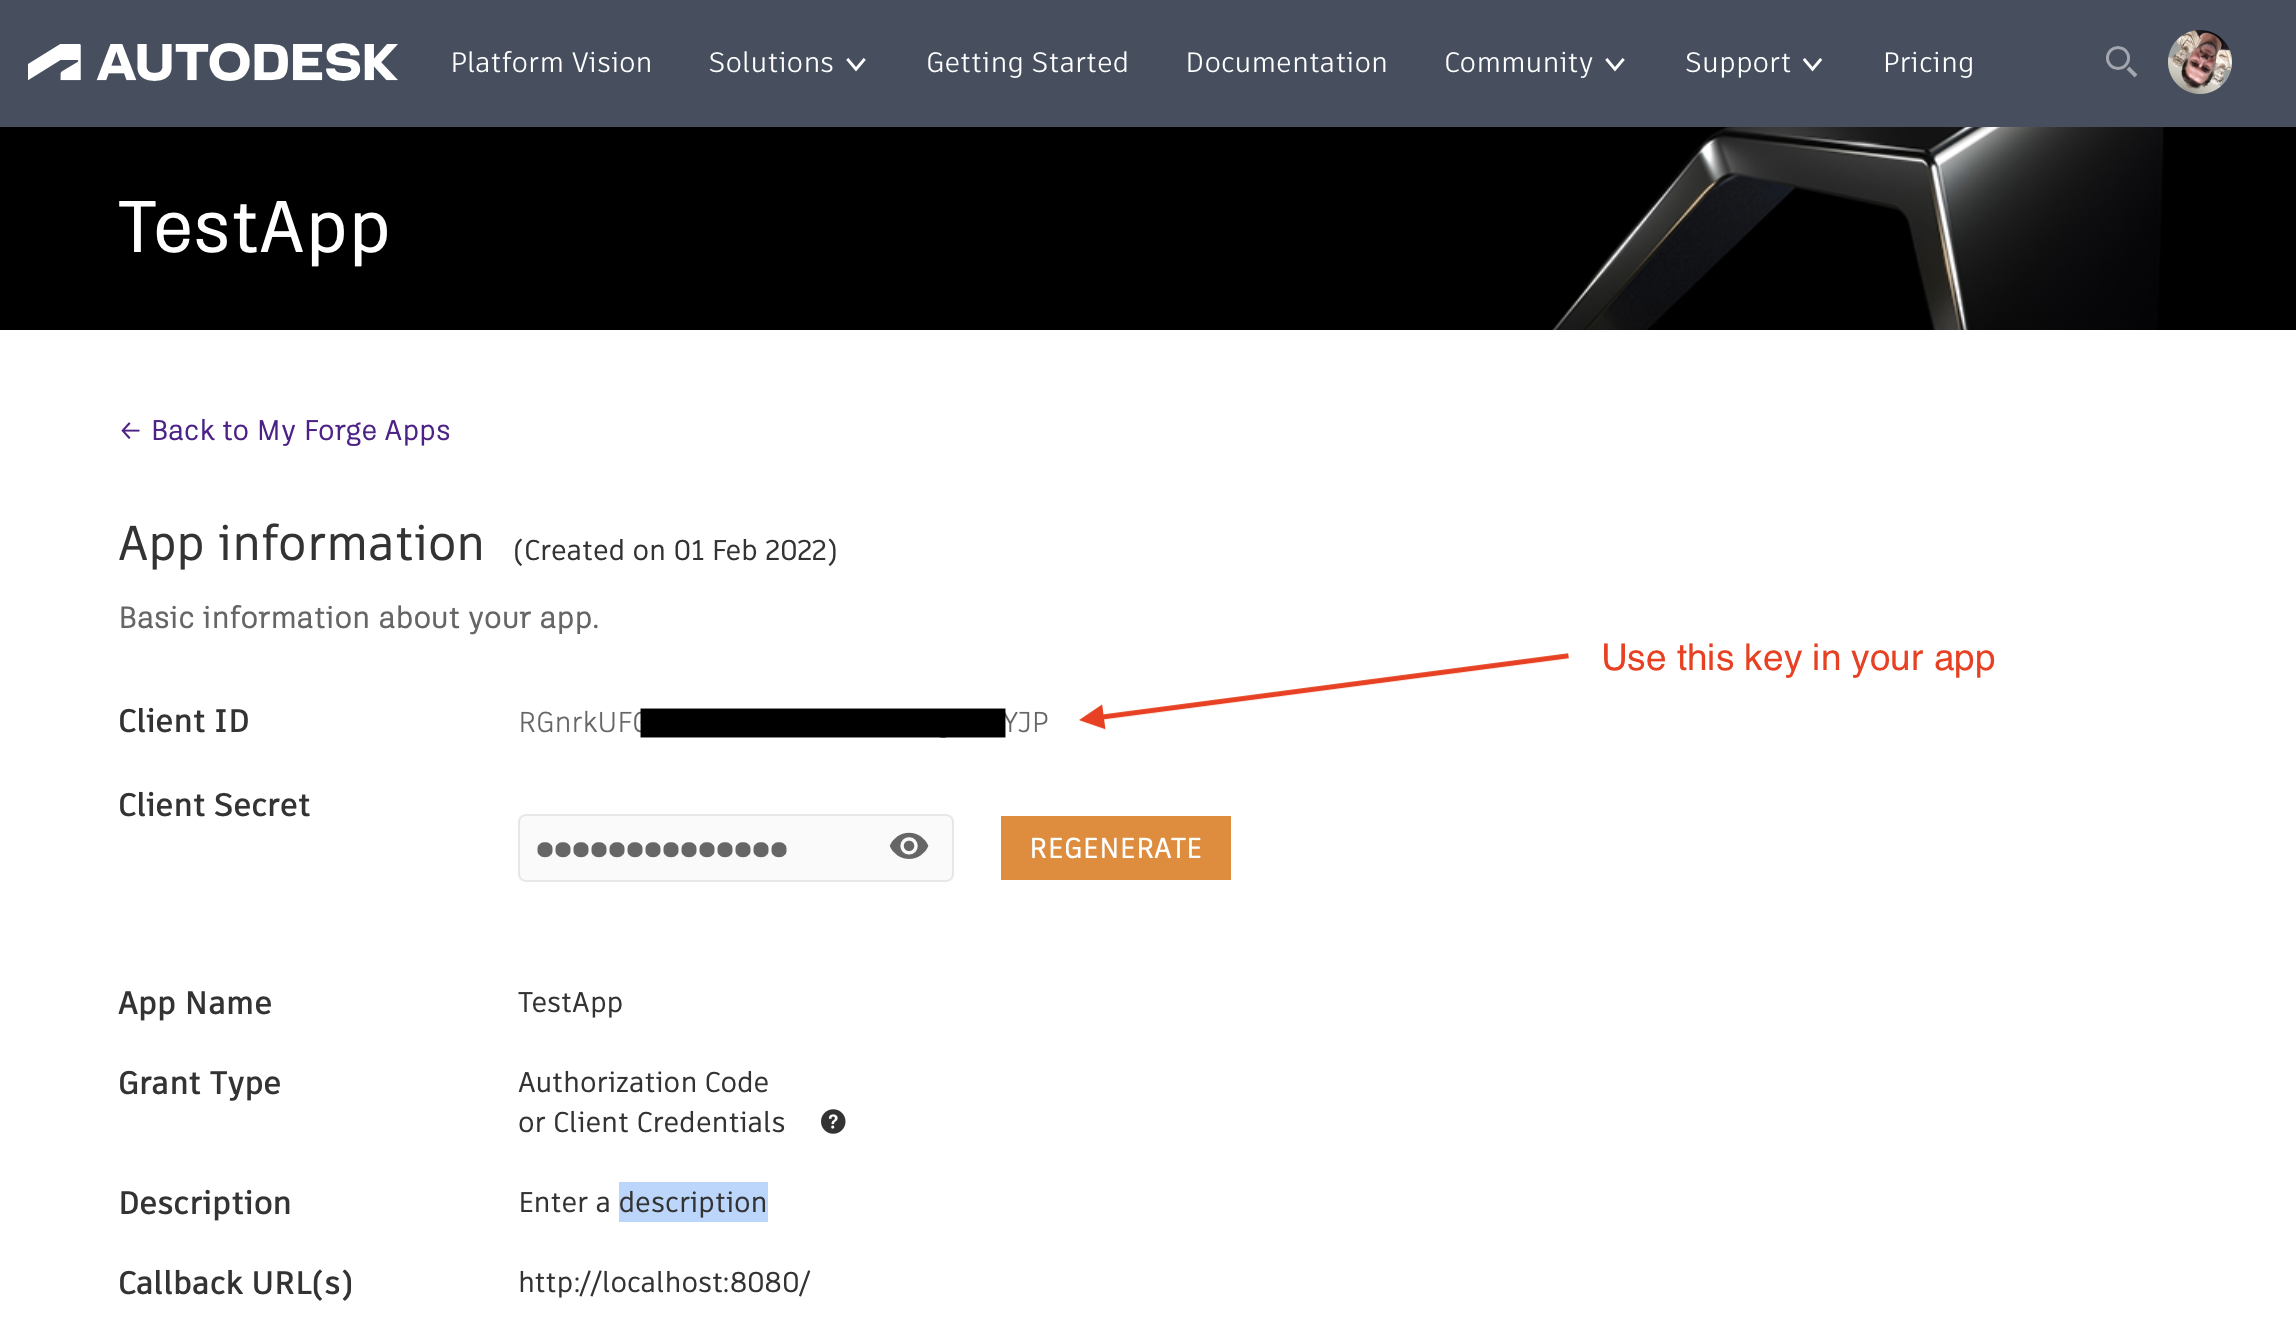 AUTODESK Platform Vision Solutions Getting Started Documentation Community Support Pricing
TestApp
← Back to My Forge Apps
App information (Created on 01 Feb 2022)
Basic information about your app.
Use this key in your app
Client ID RGnrkUF YJP
Client Secret
REGENERATE
App Name TestApp
Grant Type Authorization Code
or Client Credentials ?
Description Enter a description
Callback URL(s) http://localhost:8080/